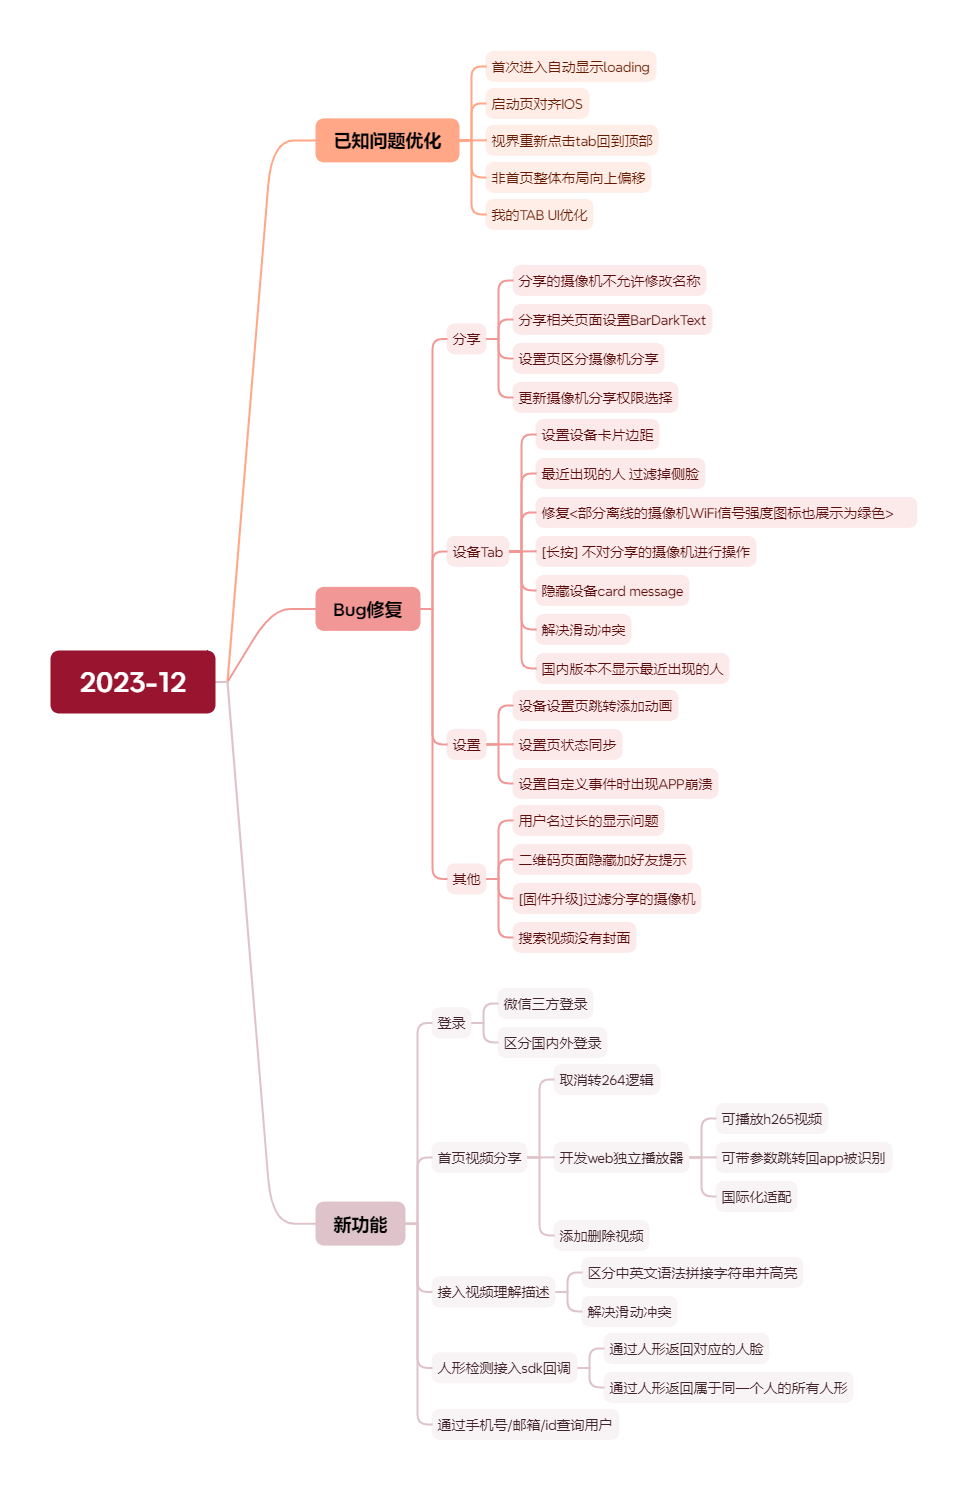 2023-12
已知问题优化
首次进入自动显示loading
启动页对齐IOS
视界重新点击tab回到顶部
非首页整体布局向上偏移
我的TAB UI优化
Bug修复
分享
分享的摄像机不允许修改名称
分享相关页面设置BarDarkText
设置页区分摄像机分享
更新摄像机分享权限选择
设备Tab
设置设备卡片边距
最近出现的人 过滤掉侧脸
修复<部分离线的摄像机WiFi信号强度图标也展示为绿色>
[长按] 不对分享的摄像机进行操作
隐藏设备card message
解决滑动冲突
国内版本不显示最近出现的人
设置
设备设置页跳转添加动画
设置页状态同步
设置自定义事件时出现APP崩溃
其他
用户名过长的显示问题
二维码页面隐藏加好友提示
[固件升级]过滤分享的摄像机
搜索视频没有封面
新功能
登录
微信三方登录
区分国内外登录
首页视频分享
取消转264逻辑
开发web独立播放器
可播放h265视频
可带参数跳转回app被识别
国际化适配
添加删除视频
接入视频理解描述
区分中英文语法拼接字符串并高亮
解决滑动冲突
人形检测接入sdk回调
通过人形返回对应的人脸
通过人形返回属于同一个人的所有人形
通过手机号/邮箱/id查询用户